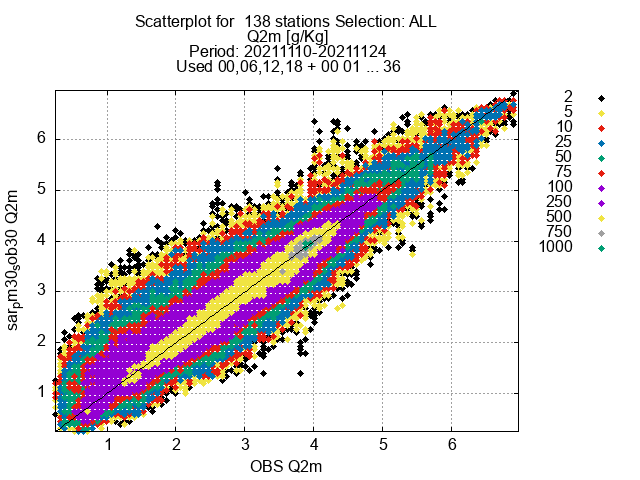 Scatterplot for 138 stations Selection: ALL
Q2m [g/Kg]
Period: 20211110-20211124
Used 00,06,12,18 + 00 01 ... 36
2
5
10
25
50
75
100
250
500
750
1000
sarpm30sob30 Q2m
6
5
4
3
2
1
1 2 3 4 5 6
OBS Q2m